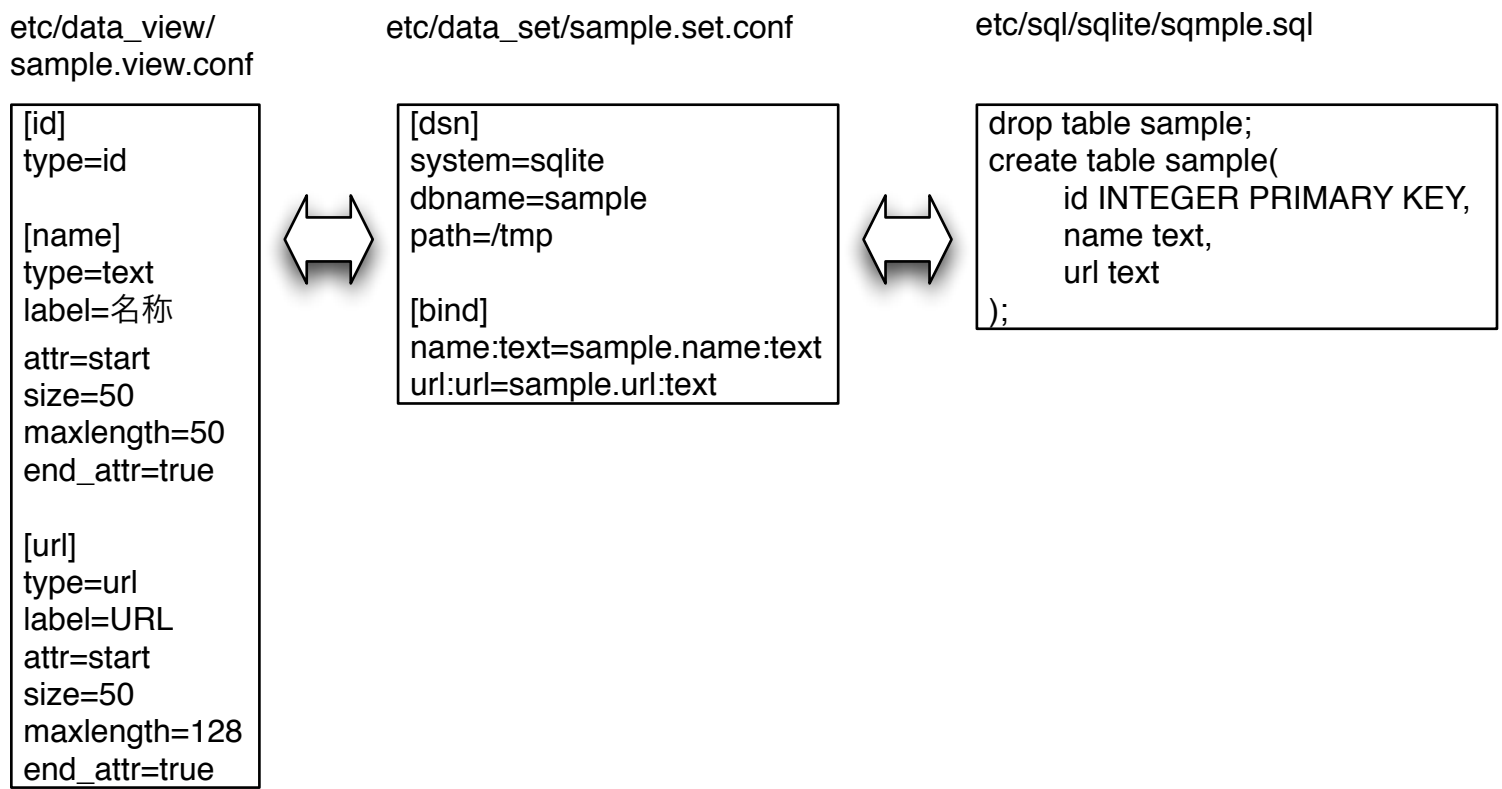 etc/data_view/
sample.view.conf
[id]
type=id
[name]
type=text
label=名称
attr=start
size=50
maxlength=50
end_attr=true
[url]
type=url
label=URL
attr=start
size=50
maxlength=128
end_attr=true
etc/data_set/sample.set.conf
[dsn]
system=sqlite
dbname=sample
path=/tmp
[bind]
name:text=sample.name:text
url:url=sample.url:text
etc/sql/sqlite/sqmple.sql
drop table sample;
create table sample(
id INTEGER PRIMARY KEY,
name text,
url text
);